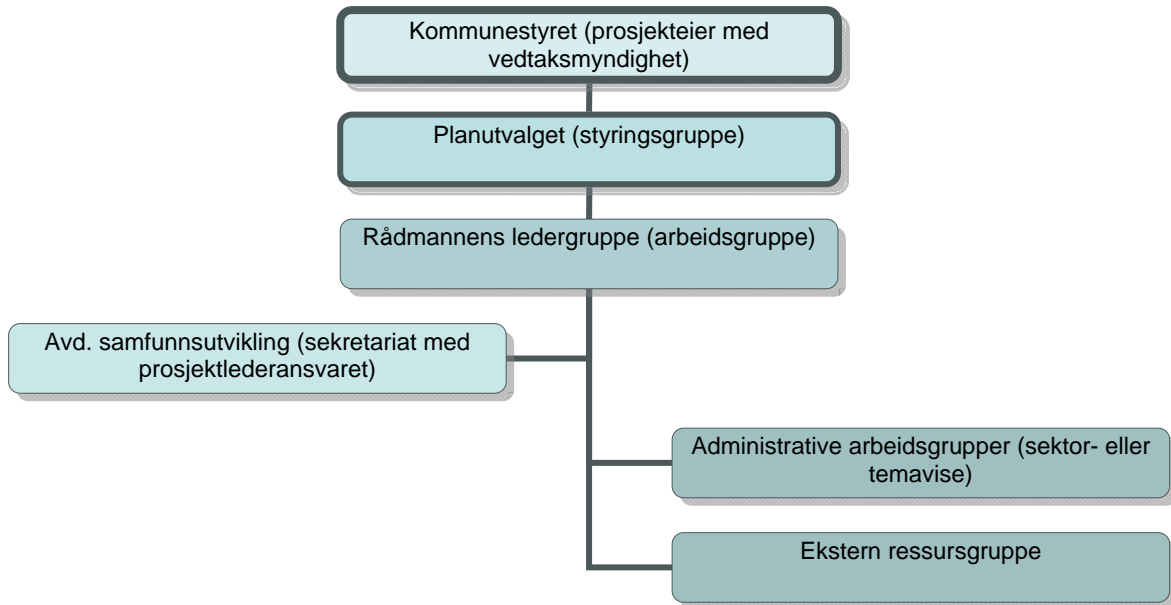 Kommunestyret (prosjekteier med
vedtaksmyndighet)
Planutvalget (styringsgruppe)
Rådmannens ledergruppe (arbeidsgruppe)
Avd. samfunnsutvikling (sekretariat med
prosjektlederansvaret)
Administrative arbeidsgrupper (sektor- eller
temavise)
Ekstern ressursgruppe